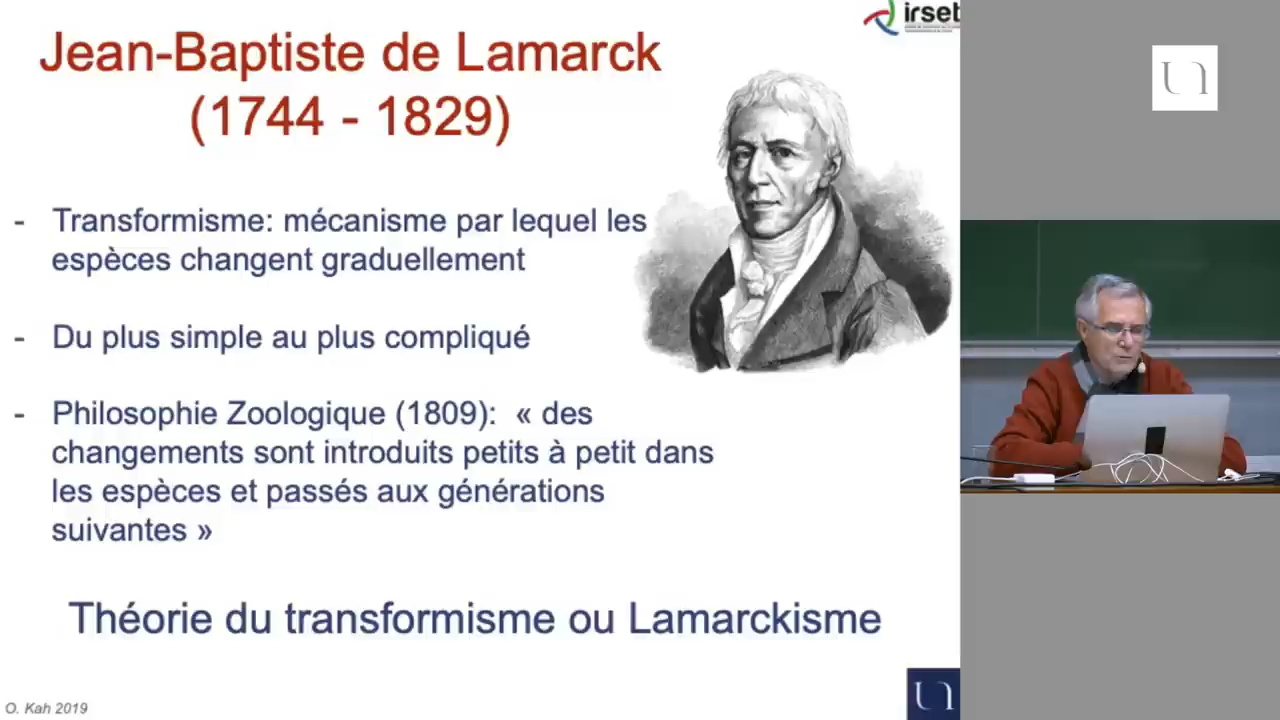 irset
Jean-Baptiste de Lamarck
(1744 - 1829)
- Transformisme: mécanisme par lequel les
espèces changent graduellement
- Du plus simple au plus compliqué
- Philosophie Zoologique (1809): « des
changements sont introduits petits à petit dans
les espèces et passés aux générations
suivantes »
Théorie du transformisme ou Lamarckisme
O. Kah 2019